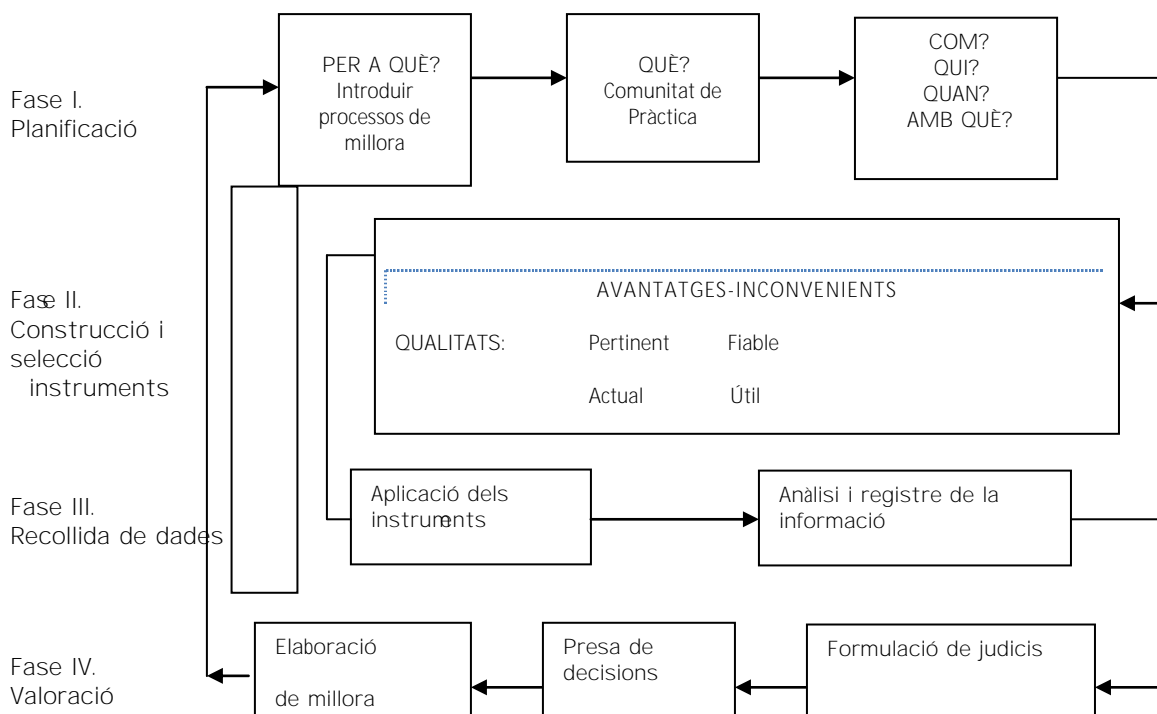 Fase I.
Planificació
PER A QUÈ?
Introduir
processos de
millora
QUÈ?
Comunitat de
Pràctica
COM?
QUI?
QUAN?
AMB QUÈ?
Fase II.
Construcció i
selecció
instruments
AVANTATGES-INCONVENIENTS
QUALITATS: Pertinent Fiable
Actual Útil
Fase III.
Recollida de dades
Aplicació dels
instruments
Anàlisi i registre de la
informació
Fase IV.
Valoració
Elaboració
de millora
Presa de
decisions
Formulació de judicis